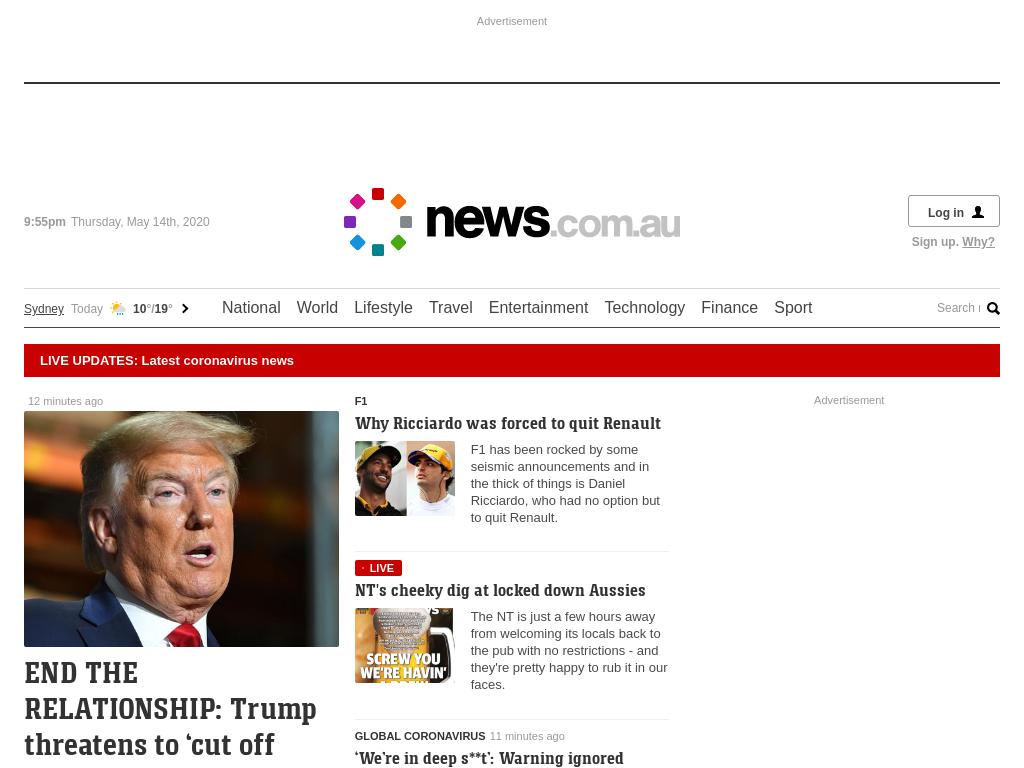 Advertisement
9:55pm Thursday, May 14th, 2020
news.com.au
Log in
Sign up. Why?
Sydney Today 10°/19°
National World Lifestyle Travel Entertainment Technology Finance Sport
Search
LIVE UPDATES: Latest coronavirus news
12 minutes ago
END THE
RELATIONSHIP: Trump
threatens to ‘cut off
F1
Why Ricciardo was forced to quit Renault
F1 has been rocked by some
seismic announcements and in
the thick of things is Daniel
Ricciardo, who had no option but
to quit Renault.
LIVE
NT's cheeky dig at locked down Aussies
SCREW YOU
WE'RE HAVIN'
The NT is just a few hours away
from welcoming its locals back to
the pub with no restrictions - and
they're pretty happy to rub it in our
faces.
GLOBAL CORONAVIRUS 11 minutes ago
‘We’re in deep s**t’: Warning ignored
Advertisement